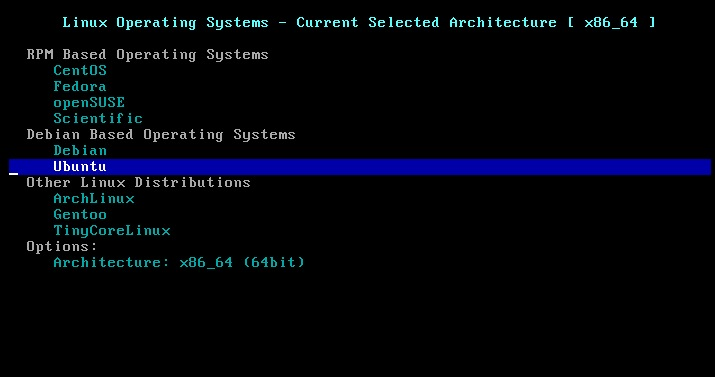 Linux Operating Systems - Current Selected Architecture [ x86_64 ]
RPM Based Operating Systems
CentOS
Fedora
openSUSE
Scientific
Debian Based Operating Systems
Debian
Ubuntu
Other Linux Distributions
ArchLinux
Gentoo
TinyCoreLinux
Options:
Architecture: x86_64 (64bit)